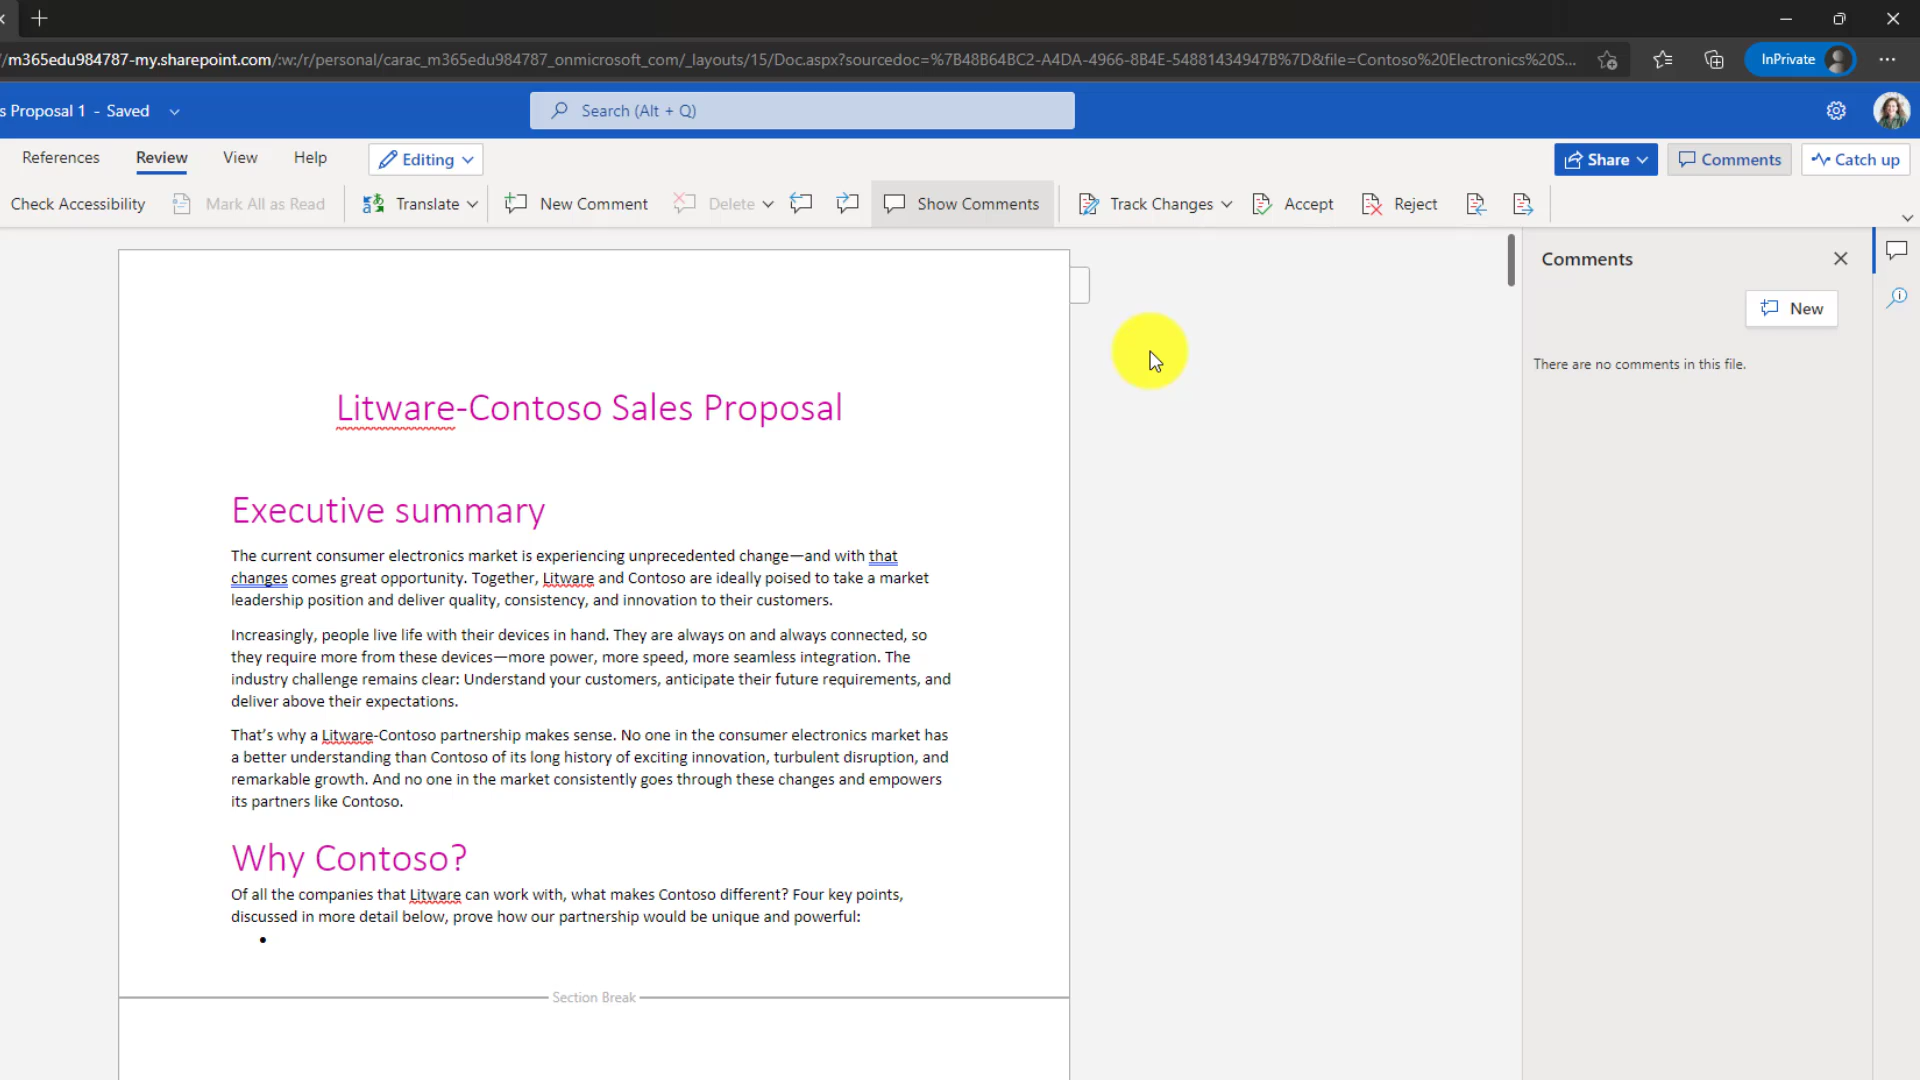 /m365edu984787-my.sharepoint.com/:w:/r/personal/carac_m365edu984787_onmicrosoft_com/_layouts/15/Doc.aspx?sourcedoc=%7B48B64BC2-A4DA-4966-8B4E-54881434947B%7D&file=Contoso%20Electronics%20S...
InPrivate
s Proposal 1 - Saved
Search (Alt + Q)
References
Review
View
Help
Editing
Share
Comments
Catch up
Check Accessibility
Mark All as Read
Translate
New Comment
Delete
Show Comments
Track Changes
Accept
Reject
Comments
New
There are no comments in this file.
Litware-Contoso Sales Proposal
Executive summary
The current consumer electronics market is experiencing unprecedented change—and with that
changes comes great opportunity. Together, Litware and Contoso are ideally poised to take a market
leadership position and deliver quality, consistency, and innovation to their customers.
Increasingly, people live life with their devices in hand. They are always on and always connected, so
they require more from these devices—more power, more speed, more seamless integration. The
industry challenge remains clear: Understand your customers, anticipate their future requirements, and
deliver above their expectations.
That’s why a Litware-Contoso partnership makes sense. No one in the consumer electronics market has
a better understanding than Contoso of its long history of exciting innovation, turbulent disruption, and
remarkable growth. And no one in the market consistently goes through these changes and empowers
its partners like Contoso.
Why Contoso?
Of all the companies that Litware can work with, what makes Contoso different? Four key points,
discussed in more detail below, prove how our partnership would be unique and powerful:
Section Break